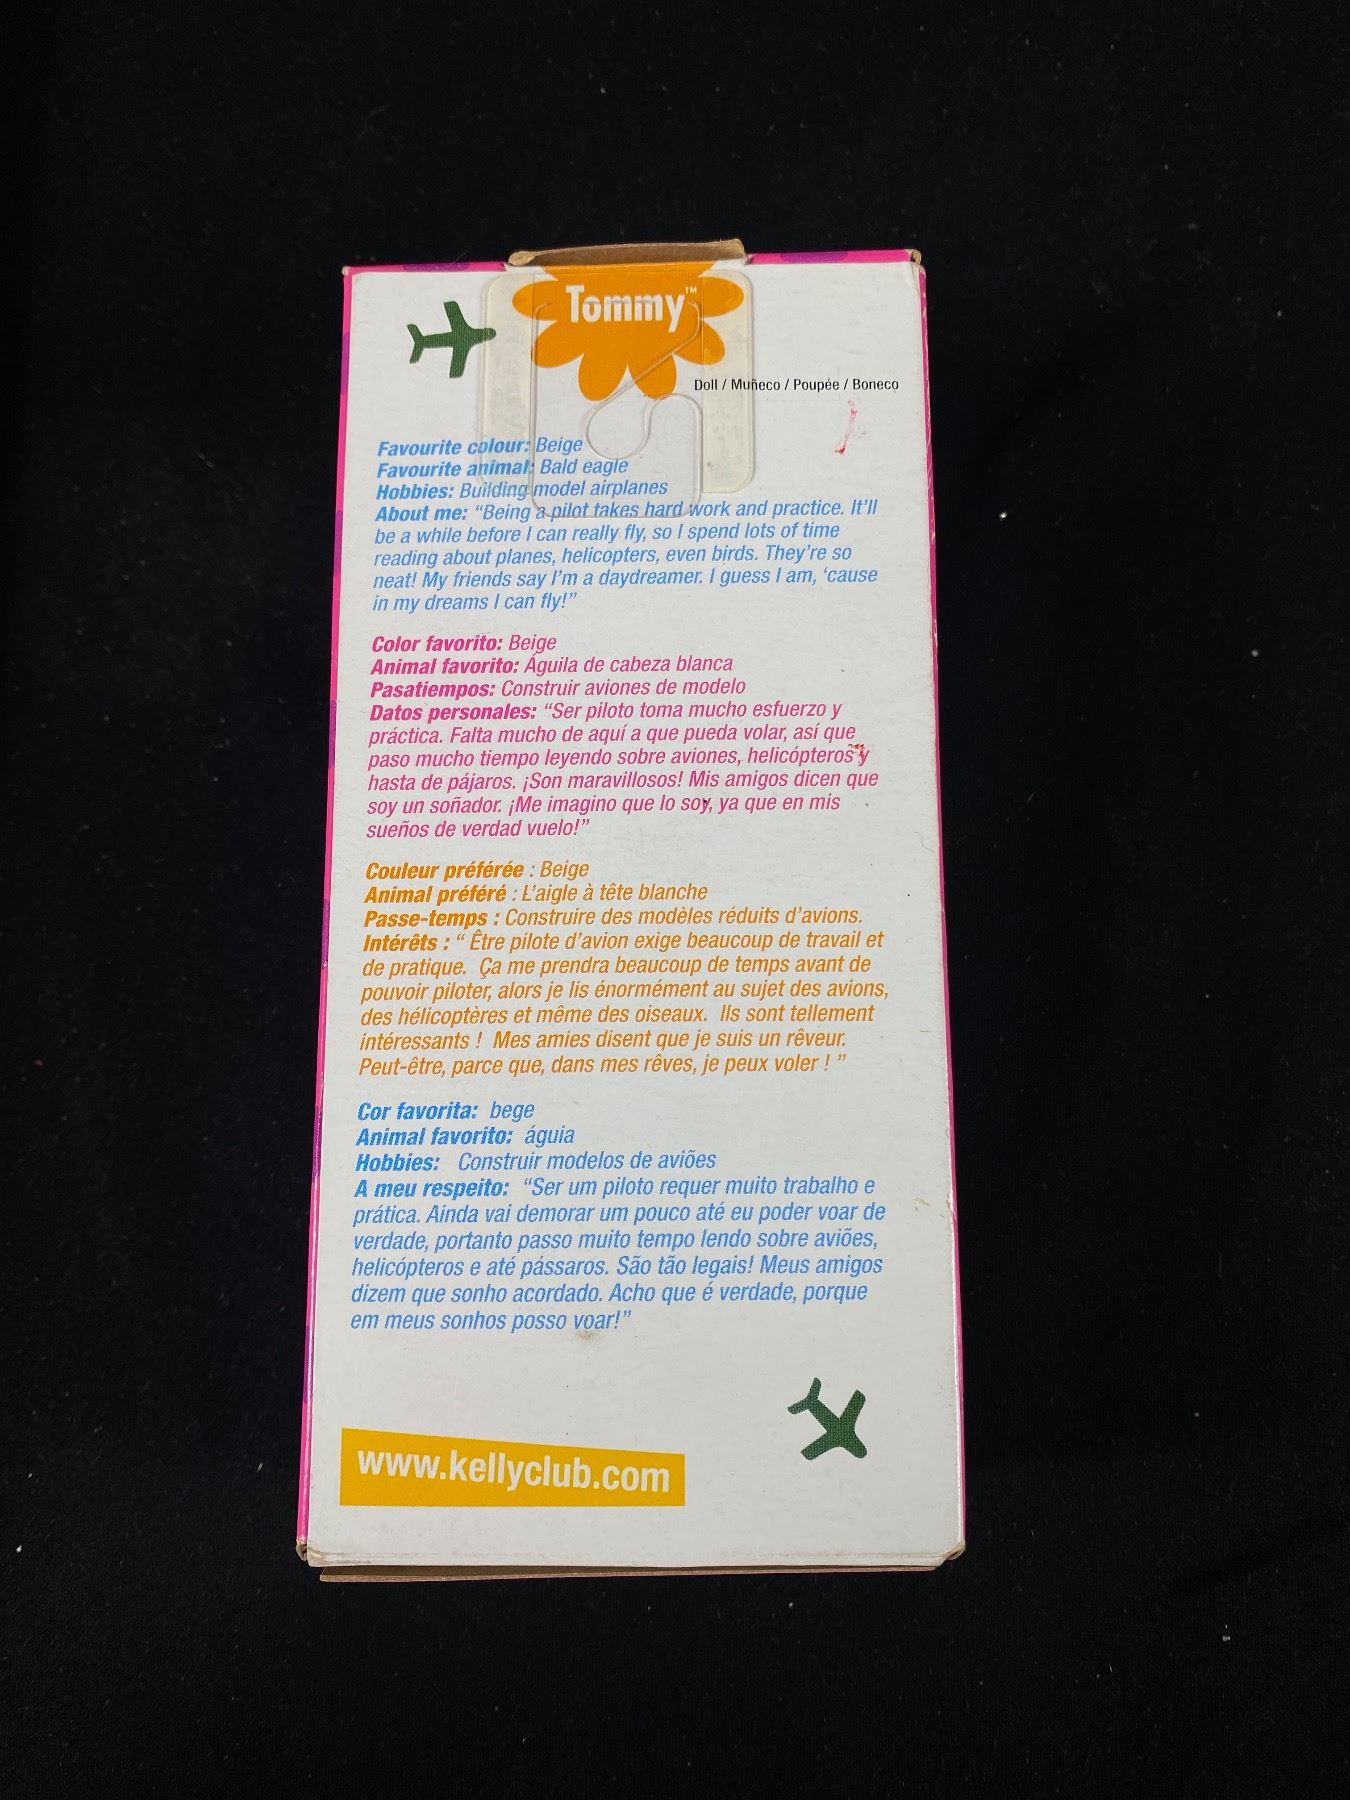 Tommy™
Doll / Muñeco / Poupée / Boneco
Favourite colour: Beige
Favourite animal: Bald eagle
Hobbies: Building model airplanes
About me: “Being a pilot takes hard work and practice. It’ll
be a while before I can really fly, so I spend lots of time
reading about planes, helicopters, even birds. They’re so
neat! My friends say I’m a daydreamer. I guess I am, ‘cause
in my dreams I can fly!”
Color favorito: Beige
Animal favorito: Águila de cabeza blanca
Pasatiempos: Construir aviones de modelo
Datos personales: “Ser piloto toma mucho esfuerzo y
práctica. Falta mucho de aquí a que pueda volar, así que
paso mucho tiempo leyendo sobre aviones, helicópteros y
hasta de pájaros. ¡Son maravillosos! Mis amigos dicen que
soy un soñador. ¡Me imagino que lo soy, ya que en mis
sueños de verdad vuelo!”
Couleur préférée : Beige
Animal préféré : L’aigle à tête blanche
Passe-temps : Construire des modèles réduits d’avions.
Intérêts : “ Être pilote d’avion exige beaucoup de travail et
de pratique. Ça me prendra beaucoup de temps avant de
pouvoir piloter, alors je lis énormément au sujet des avions,
des hélicoptères et même des oiseaux. Ils sont tellement
intéressants ! Mes amies disent que je suis un rêveur.
Peut-être, parce que, dans mes rêves, je peux voler ! ”
Cor favorita: bege
Animal favorito: águia
Hobbies: Construir modelos de aviões
A meu respeito: “Ser um piloto requer muito trabalho e
prática. Ainda vai demorar um pouco até eu poder voar de
verdade, portanto passo muito tempo lendo sobre aviões,
helicópteros e até pássaros. São tão legais! Meus amigos
dizem que sonho acordado. Acho que é verdade, porque
em meus sonhos posso voar!”
www.kellyclub.com